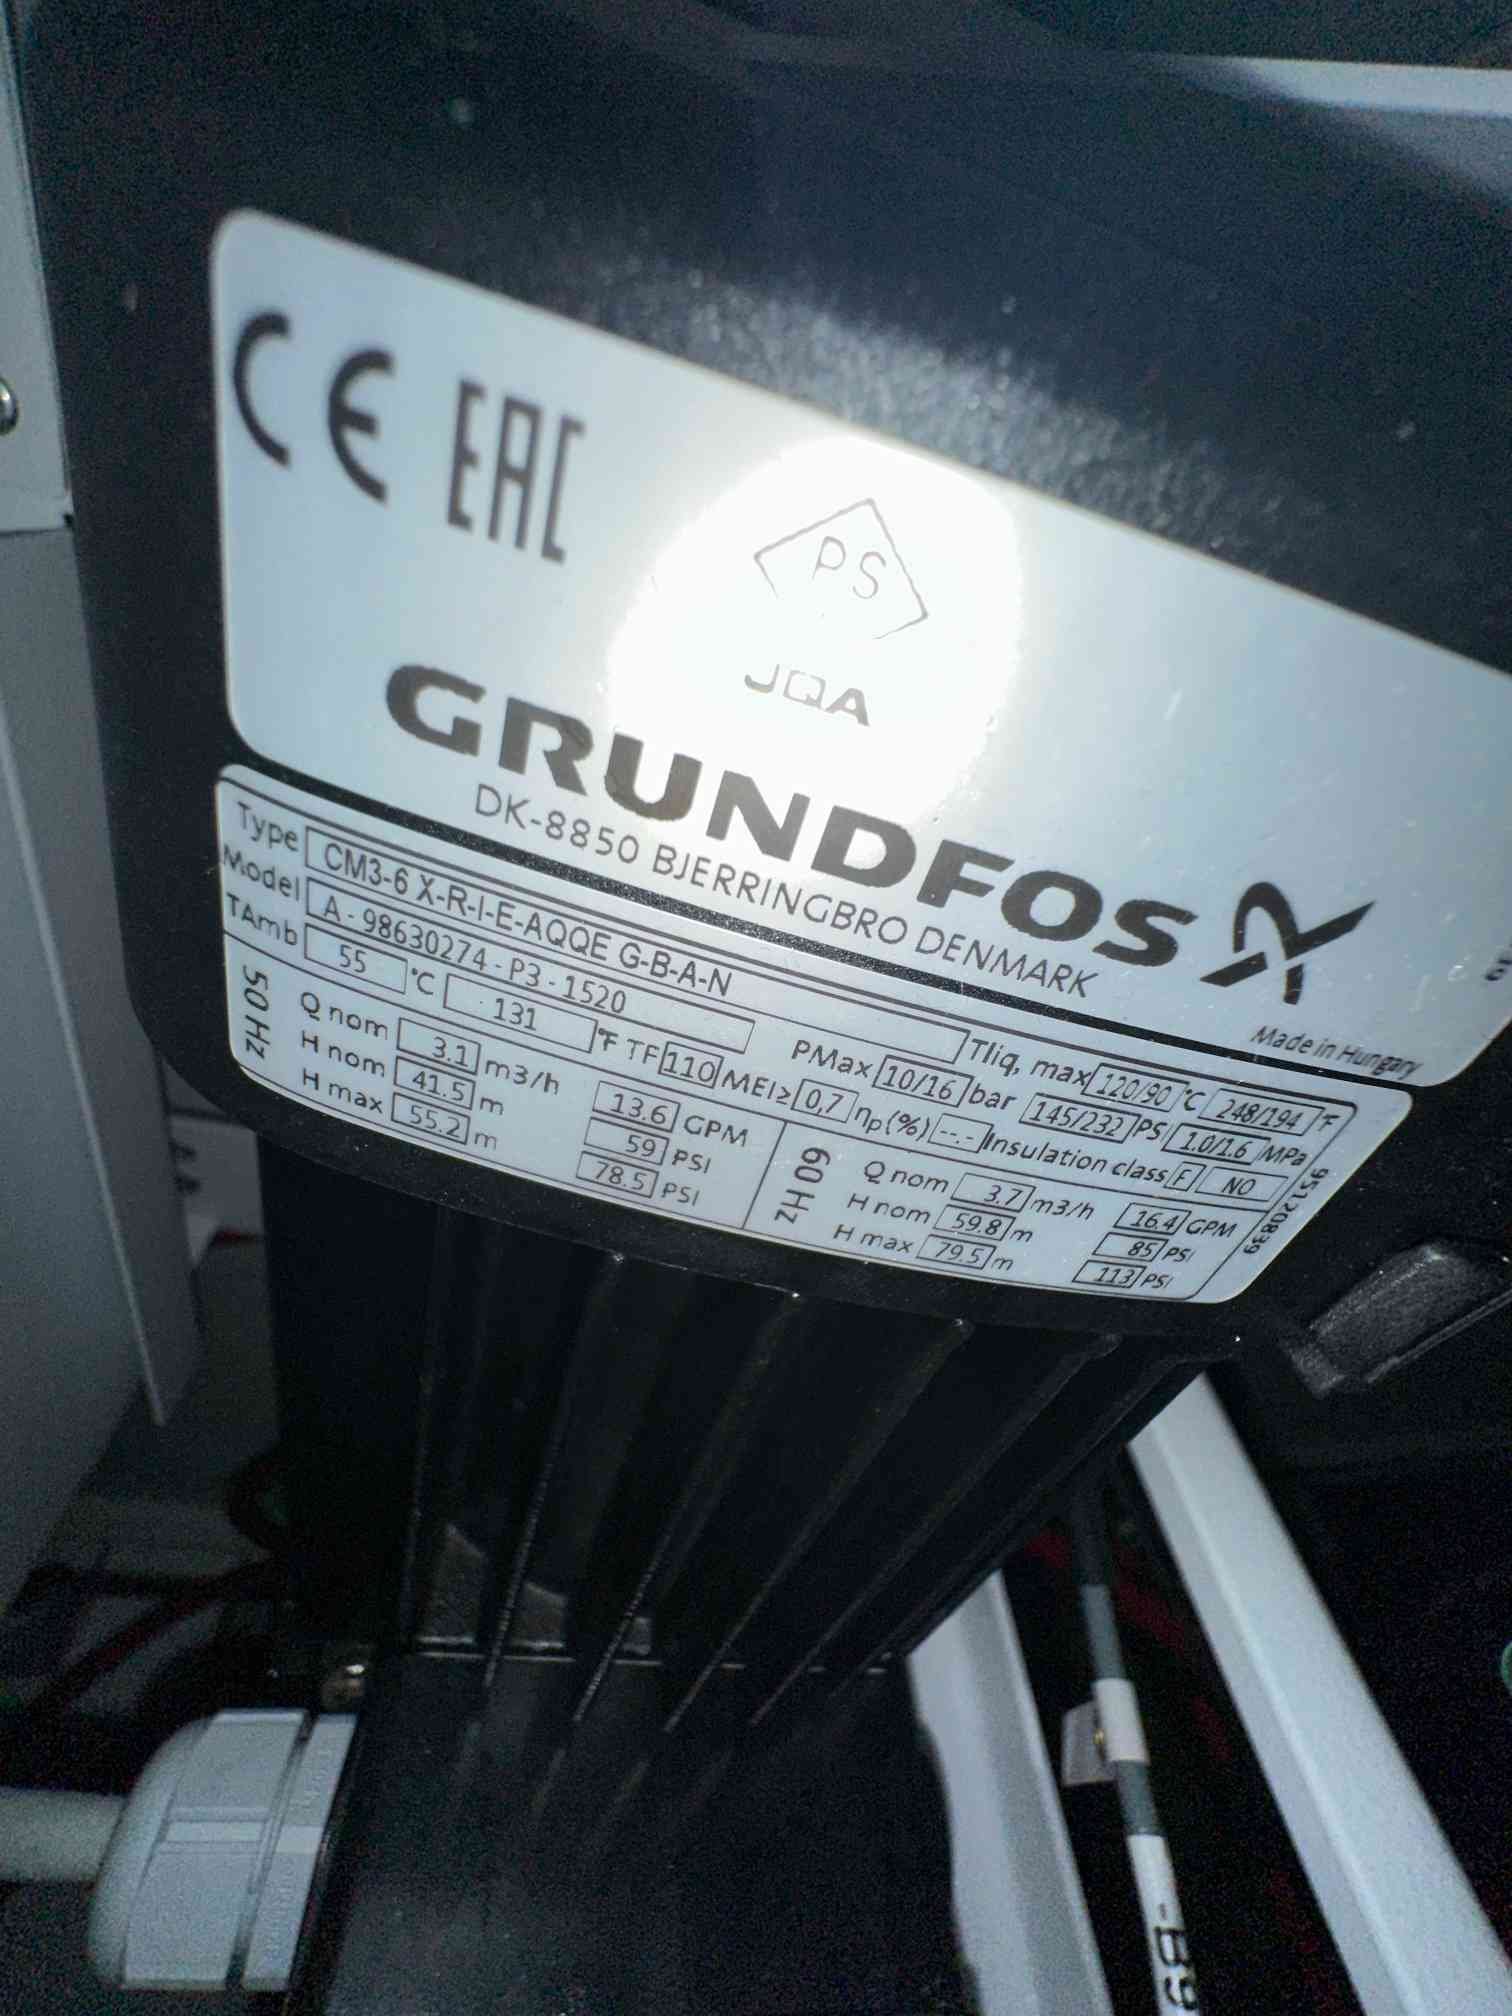 CE EAC
PS
JQA
GRUNDFOS
DK-8850 BJERRINGBRO DENMARK
Made in Hungary
Type CM3-6 X-R-I-E-AQQE G-B-A-N
Model A - 98630274 - P3 - 1520
PMax 10/16 bar 145/232 PSI 1.0/1.6 MPa
Tliq, max 120/90 °C 248/194 °F
TAmb 55 °C 131 °F TF 110 MEI≥ 0,7 ηp(%) --.- Insulation class F NO
50 Hz
Q nom 3.1 m3/h 13.6 GPM
H nom 41.5 m 59 PSI
H max 55.2 m 78.5 PSI
60 Hz
Q nom 3.7 m3/h 16.4 GPM
H nom 59.8 m 85 PSI
H max 79.5 m 113 PSI
95120839
-B9